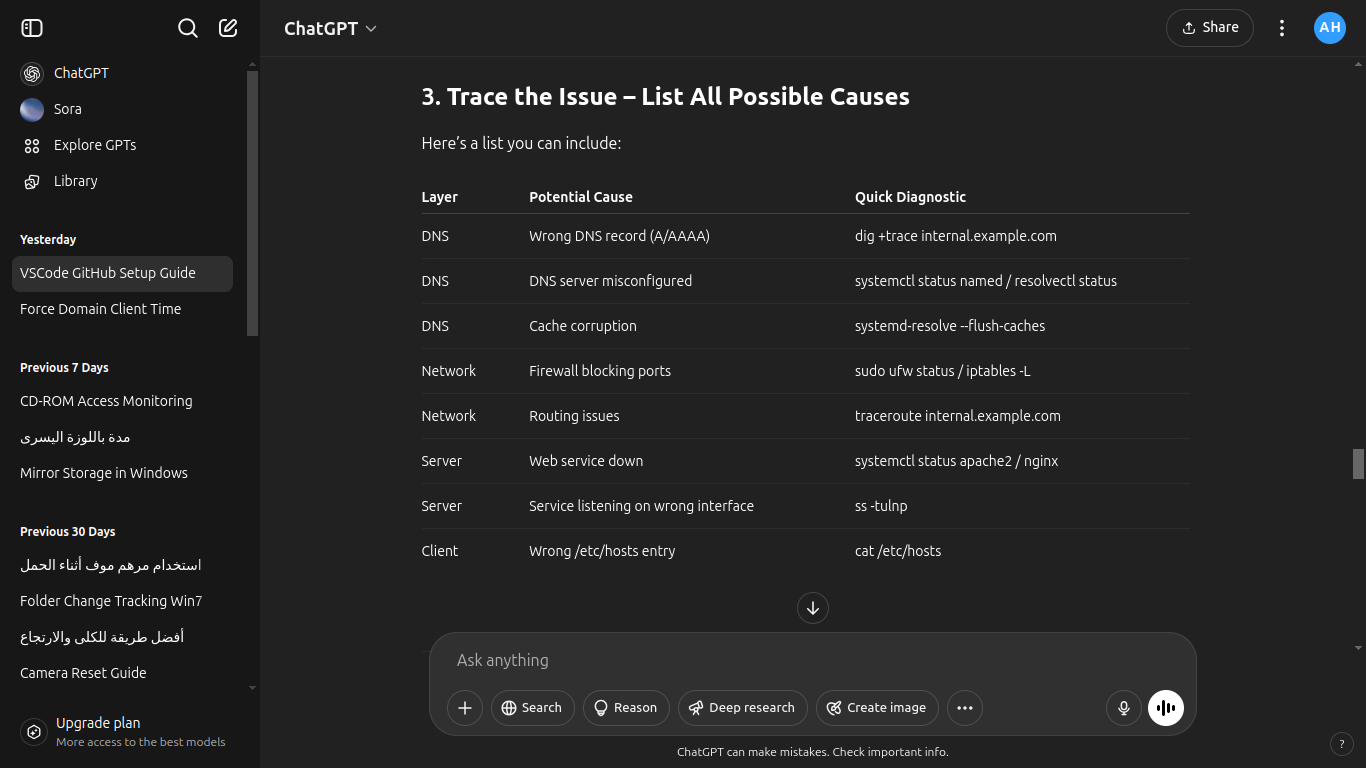 ChatGPT
Share
AH
ChatGPT
Sora
Explore GPTs
Library
Yesterday
VSCode GitHub Setup Guide
Force Domain Client Time
Previous 7 Days
CD-ROM Access Monitoring
مدة باللوزة اليسرى
Mirror Storage in Windows
Previous 30 Days
استخدام مرهم موف أثناء الحمل
Folder Change Tracking Win7
أفضل طريقة للكلى والارتجاع
Camera Reset Guide
Upgrade plan
More access to the best models
3. Trace the Issue – List All Possible Causes
Here’s a list you can include:
Layer Potential Cause Quick Diagnostic
DNS Wrong DNS record (A/AAAA) dig +trace internal.example.com
DNS DNS server misconfigured systemctl status named / resolvectl status
DNS Cache corruption systemd-resolve --flush-caches
Network Firewall blocking ports sudo ufw status / iptables -L
Network Routing issues traceroute internal.example.com
Server Web service down systemctl status apache2 / nginx
Server Service listening on wrong interface ss -tulnp
Client Wrong /etc/hosts entry cat /etc/hosts
Ask anything
Search Reason Deep research Create image
ChatGPT can make mistakes. Check important info.
?